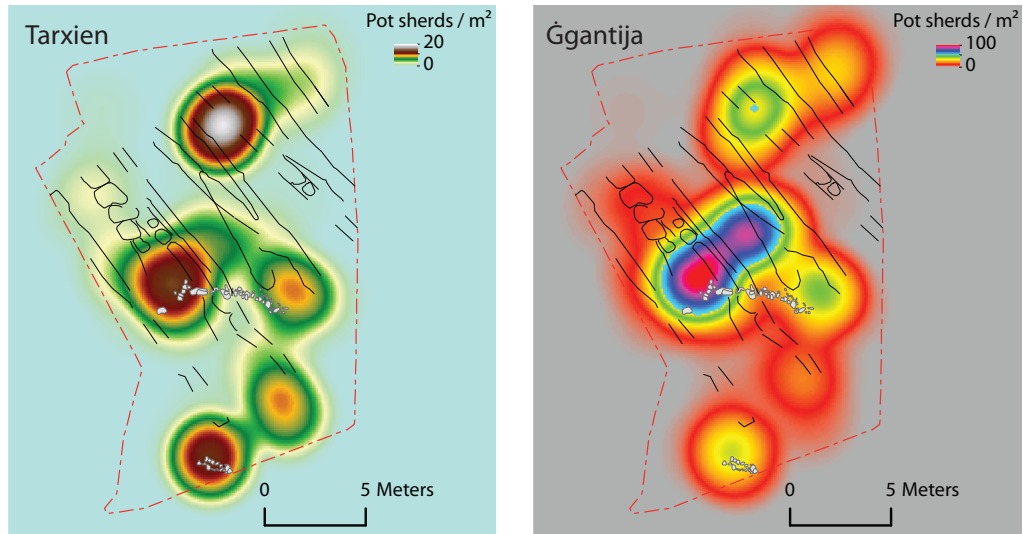 Tarxien
Pot sherds / m²
20
0
0 5 Meters
Ġgantija
Pot sherds / m²
100
0
0 5 Meters